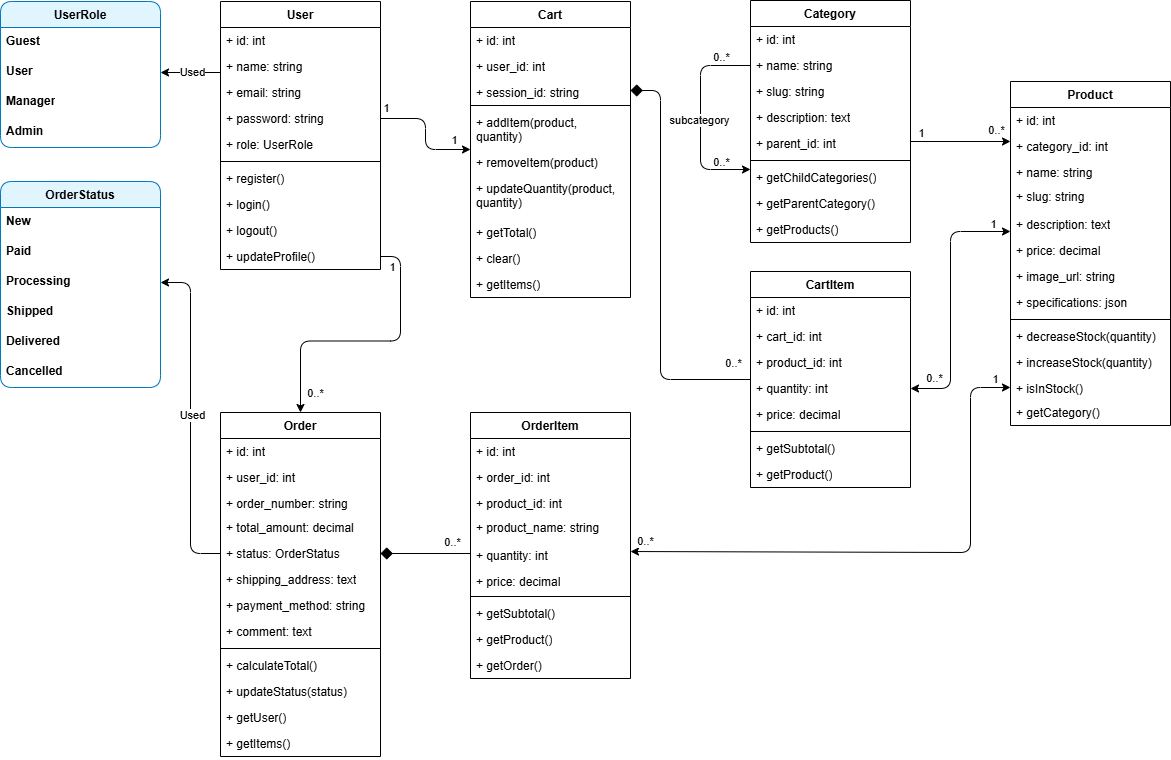 UserRole
Guest
User
Manager
Admin
OrderStatus
New
Paid
Processing
Shipped
Delivered
Cancelled
Used
Used
User
+ id: int
+ name: string
+ email: string
+ password: string
+ role: UserRole
+ register()
+ login()
+ logout()
+ updateProfile()
1
1
1
0..*
Cart
+ id: int
+ user_id: int
+ session_id: string
+ addItem(product,
quantity)
+ removeItem(product)
+ updateQuantity(product,
quantity)
+ getTotal()
+ clear()
+ getItems()
0..*
Category
+ id: int
+ name: string
+ slug: string
+ description: text
+ parent_id: int
+ getChildCategories()
+ getParentCategory()
+ getProducts()
0..*
subcategory
0..*
1
0..*
Product
+ id: int
+ category_id: int
+ name: string
+ slug: string
+ description: text
+ price: decimal
+ image_url: string
+ specifications: json
+ decreaseStock(quantity)
+ increaseStock(quantity)
+ isInStock()
+ getCategory()
1
0..*
1
0..*
CartItem
+ id: int
+ cart_id: int
+ product_id: int
+ quantity: int
+ price: decimal
+ getSubtotal()
+ getProduct()
Order
+ id: int
+ user_id: int
+ order_number: string
+ total_amount: decimal
+ status: OrderStatus
+ shipping_address: text
+ payment_method: string
+ comment: text
+ calculateTotal()
+ updateStatus(status)
+ getUser()
+ getItems()
0..*
OrderItem
+ id: int
+ order_id: int
+ product_id: int
+ product_name: string
+ quantity: int
+ price: decimal
+ getSubtotal()
+ getProduct()
+ getOrder()